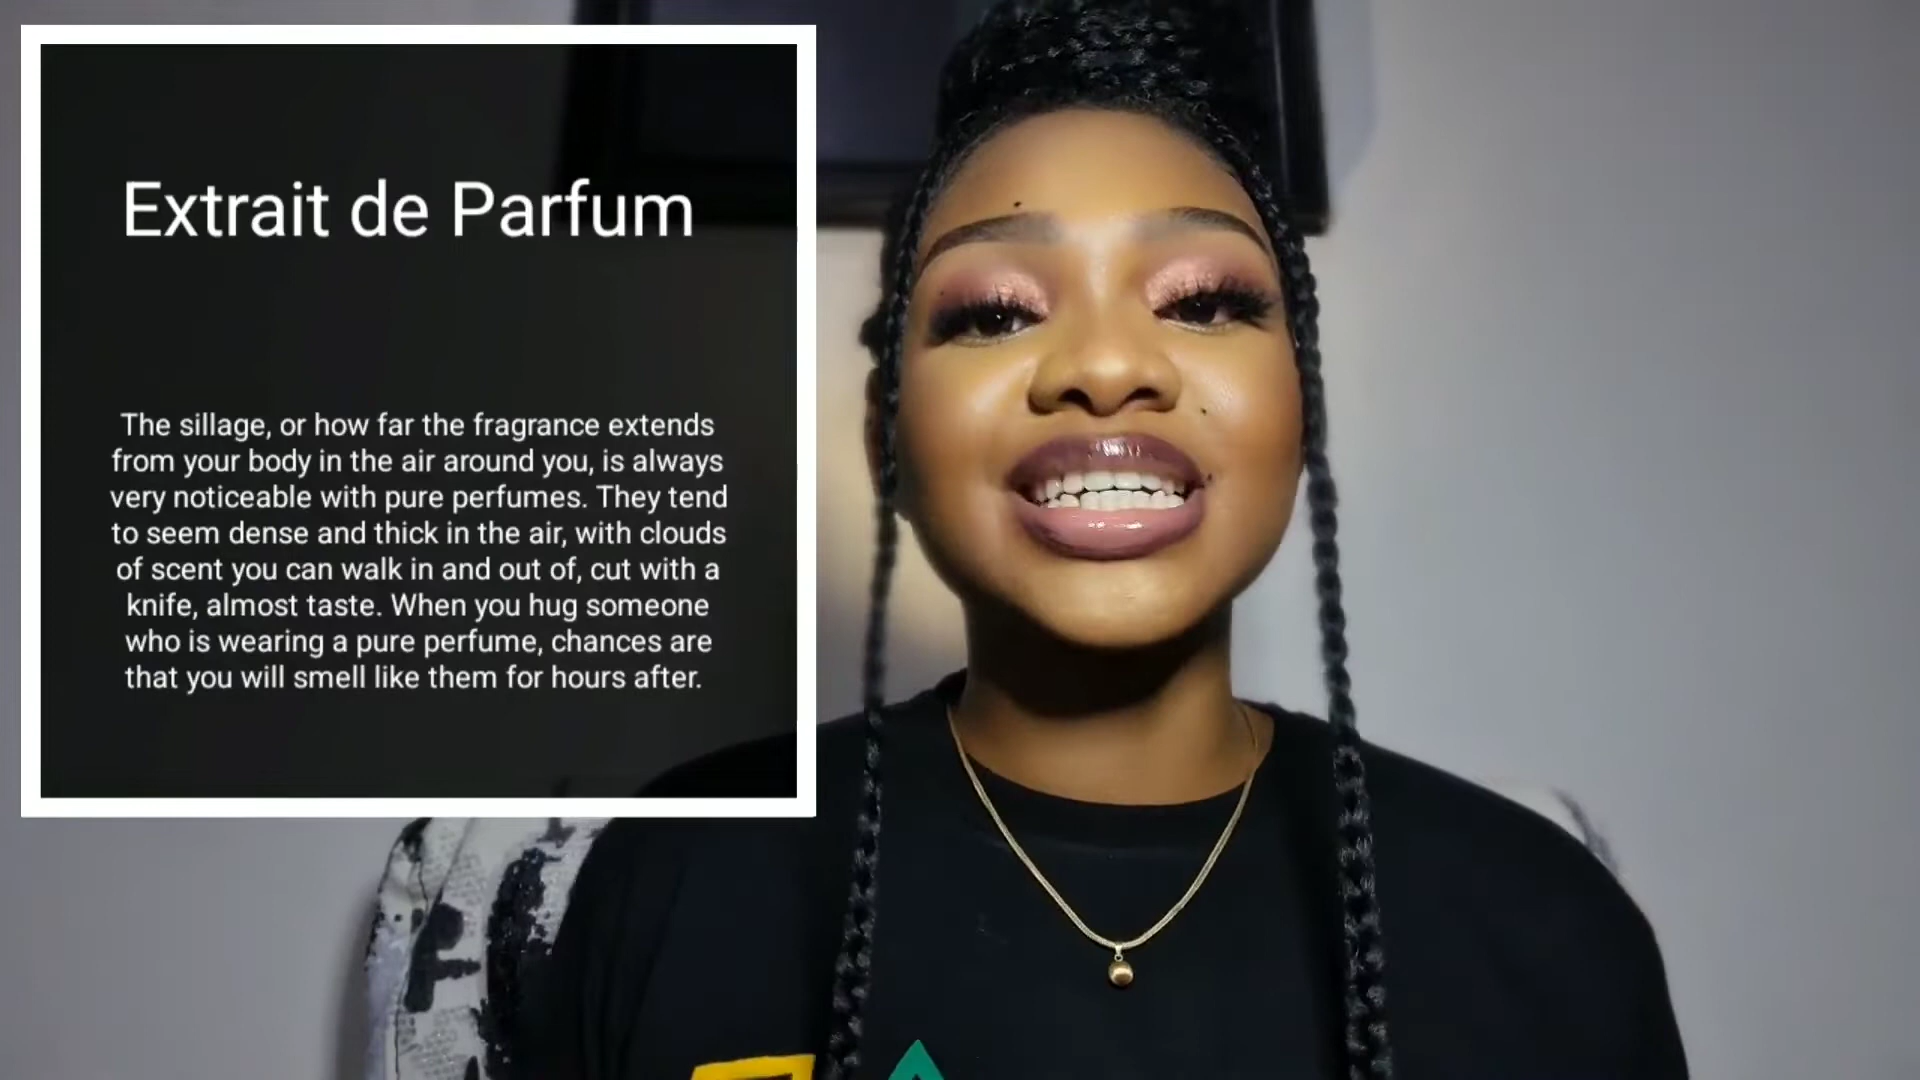 Extrait de Parfum
The sillage, or how far the fragrance extends
from your body in the air around you, is always
very noticeable with pure perfumes. They tend
to seem dense and thick in the air, with clouds
of scent you can walk in and out of, cut with a
knife, almost taste. When you hug someone
who is wearing a pure perfume, chances are
that you will smell like them for hours after.